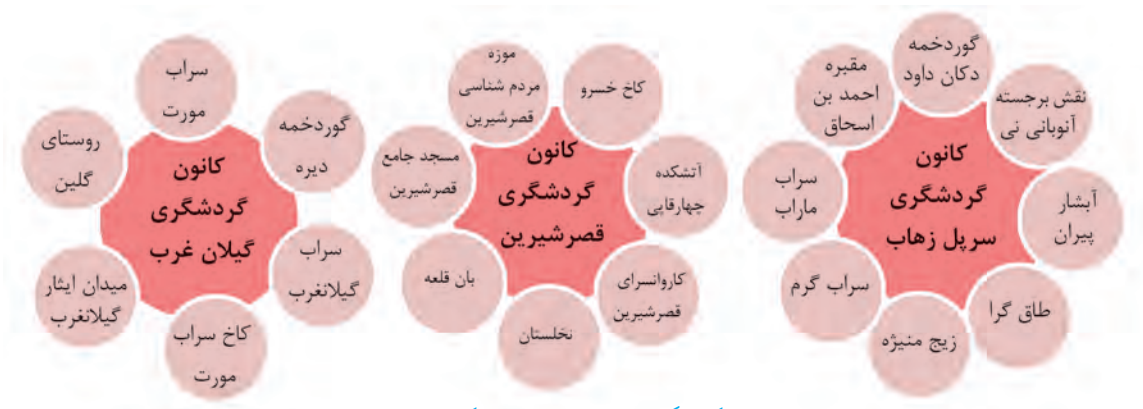 گوردخمه
دکان داود
نقش برجسته
آنوبانی نی
آبشار
پیران
طاق گرا
زیج منیژه
سراب گرم
سراب
ماراب
مقبره
احمد بن
اسحاق
کانون
گردشگری
سرپل زهاب
کاخ خسرو
آتشکده
چهارقاپی
کاروانسرای
قصرشیرین
نخلستان
بان قلعه
مسجد جامع
قصرشیرین
موزه
مردم شناسی
قصرشیرین
کانون
گردشگری
قصرشیرین
سراب
مورت
گوردخمه
دیره
سراب
گیلانغرب
کاخ سراب
مورت
میدان ایثار
گیلانغرب
روستای
گلین
کانون
گردشگری
گیلان غرب